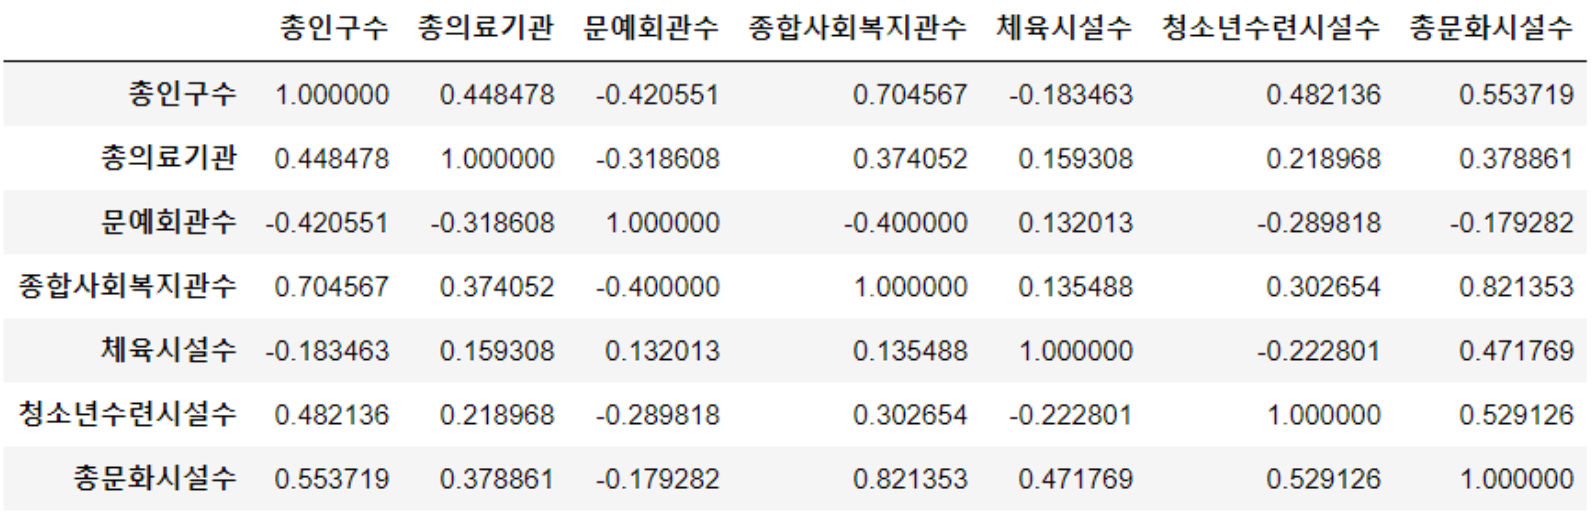 총인구수 총의료기관 문예회관수 종합사회복지관수 체육시설수 청소년수련시설수 총문화시설수
총인구수 1.000000 0.448478 -0.420551 0.704567 -0.183463 0.482136 0.553719
총의료기관 0.448478 1.000000 -0.318608 0.374052 0.159308 0.218968 0.378861
문예회관수 -0.420551 -0.318608 1.000000 -0.400000 0.132013 -0.289818 -0.179282
종합사회복지관수 0.704567 0.374052 -0.400000 1.000000 0.135488 0.302654 0.821353
체육시설수 -0.183463 0.159308 0.132013 0.135488 1.000000 -0.222801 0.471769
청소년수련시설수 0.482136 0.218968 -0.289818 0.302654 -0.222801 1.000000 0.529126
총문화시설수 0.553719 0.378861 -0.179282 0.821353 0.471769 0.529126 1.000000